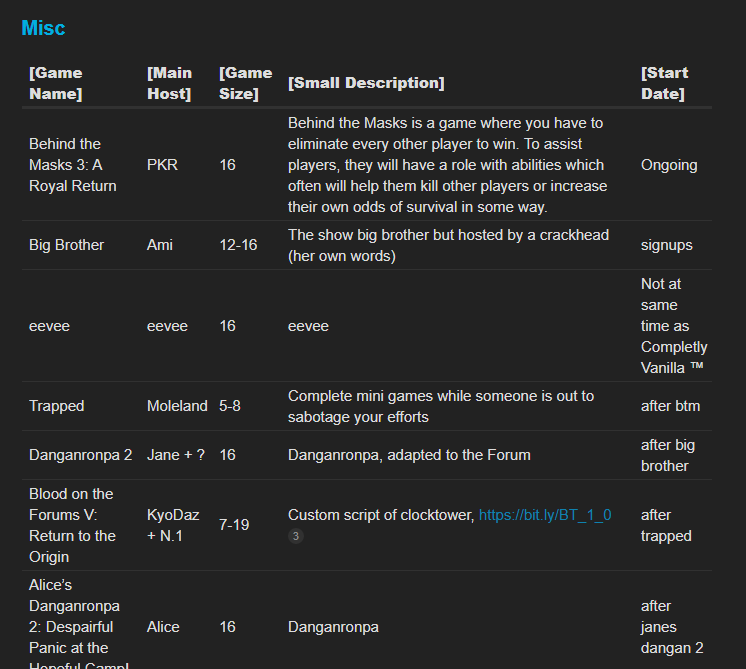 Misc
[Game Name] [Main Host] [Game Size] [Small Description] [Start Date]
Behind the Masks 3: A Royal Return
PKR
16
Behind the Masks is a game where you have to
eliminate every other player to win. To assist
players, they will have a role with abilities which
often will help them kill other players or increase
their own odds of survival in some way.
Ongoing
Big Brother
Ami
12-16
The show big brother but hosted by a crackhead
(her own words)
signups
eevee
eevee
16
eevee
Not at
same
time as
Completly
Vanilla ™
Trapped
Moleland
5-8
Complete mini games while someone is out to
sabotage your efforts
after btm
Danganronpa 2
Jane + ?
16
Danganronpa, adapted to the Forum
after big
brother
Blood on the
Forums V:
Return to the
Origin
KyoDaz
+ N.1
7-19
Custom script of clocktower, https://bit.ly/BT_1_0
3
after
trapped
Alice’s
Danganronpa
2: Despairful
Panic at the
Hopeful Camp!
Alice
16
Danganronpa
after
janes
dangan 2